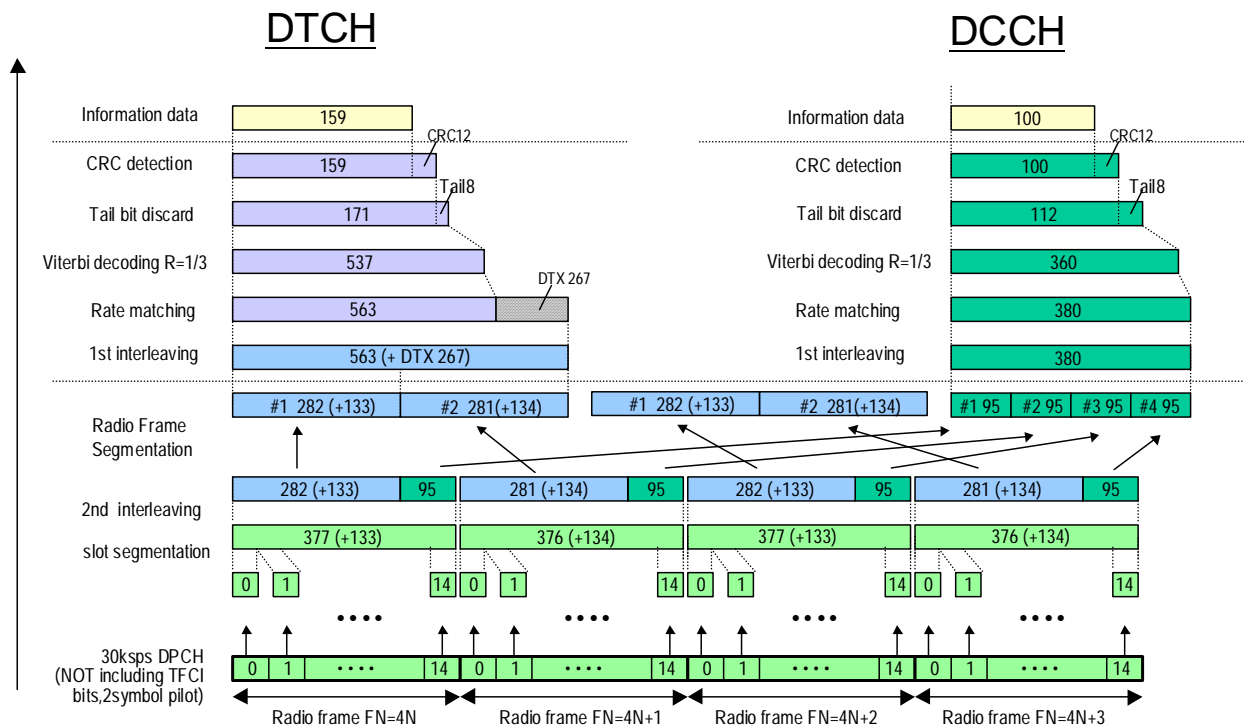 DTCH DCCH
Information data 159 Information data 100
CRC12 CRC12
CRC detection 159 CRC detection 100
Tail8 Tail8
Tail bit discard 171 Tail bit discard 112
Viterbi decoding R=1/3 537 Viterbi decoding R=1/3 360
DTX 267
Rate matching 563 Rate matching 380
1st interleaving 563 (+ DTX 267) 1st interleaving 380
#1 282 (+133) #2 281(+134) #1 282 (+133) #2 281(+134) #1 95 #2 95 #3 95 #4 95
Radio Frame
Segmentation
282 (+133) 95 281 (+134) 95 282 (+133) 95 281 (+134) 95
2nd interleaving
377 (+133) 376 (+134) 377 (+133) 376 (+134)
slot segmentation
0 1 14 0 1 14 0 1 14 0 1 14
•••• •••• •••• ••••
30ksps DPCH
(NOT including TFCI
bits,2symbol pilot)
0 1 •••• 14 0 1 •••• 14 0 1 •••• 14 0 1 •••• 14
Radio frame FN=4N Radio frame FN=4N+1 Radio frame FN=4N+2 Radio frame FN=4N+3